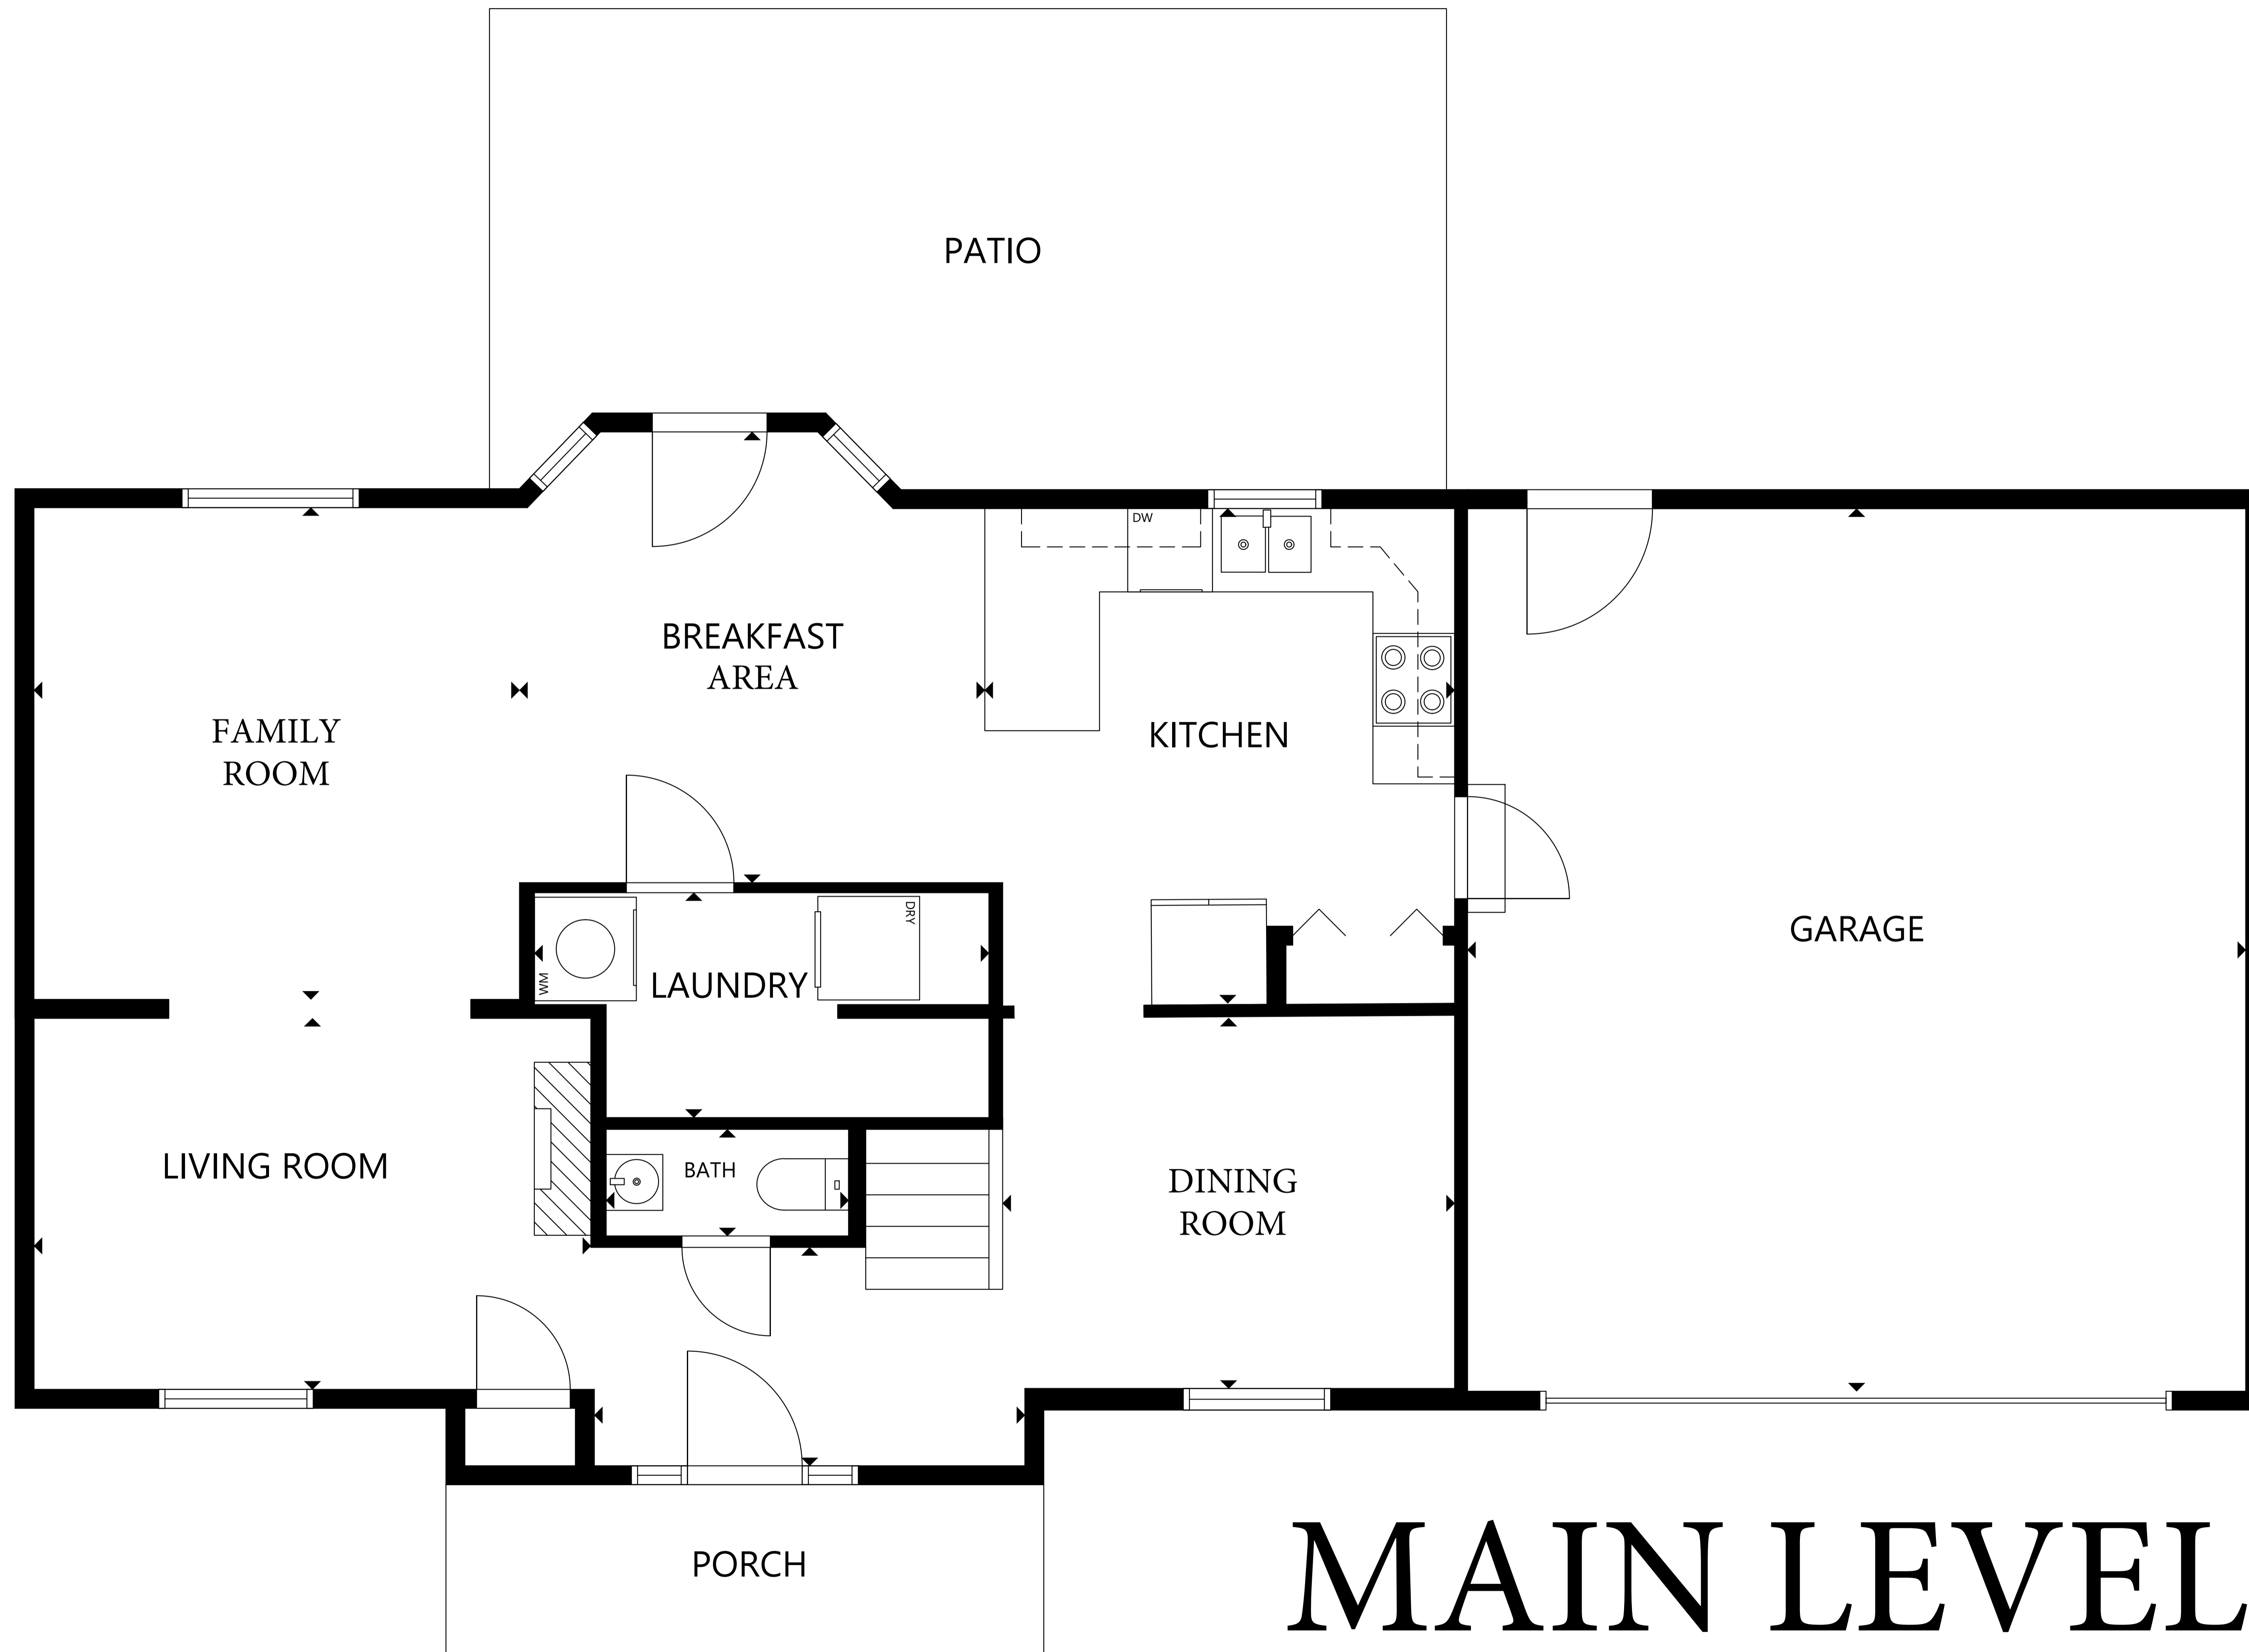 PATIO
BREAKFAST
AREA
FAMILY
ROOM
KITCHEN
DW
GARAGE
WM
LAUNDRY
DRY
LIVING ROOM
BATH
DINING
ROOM
PORCH
MAIN LEVEL